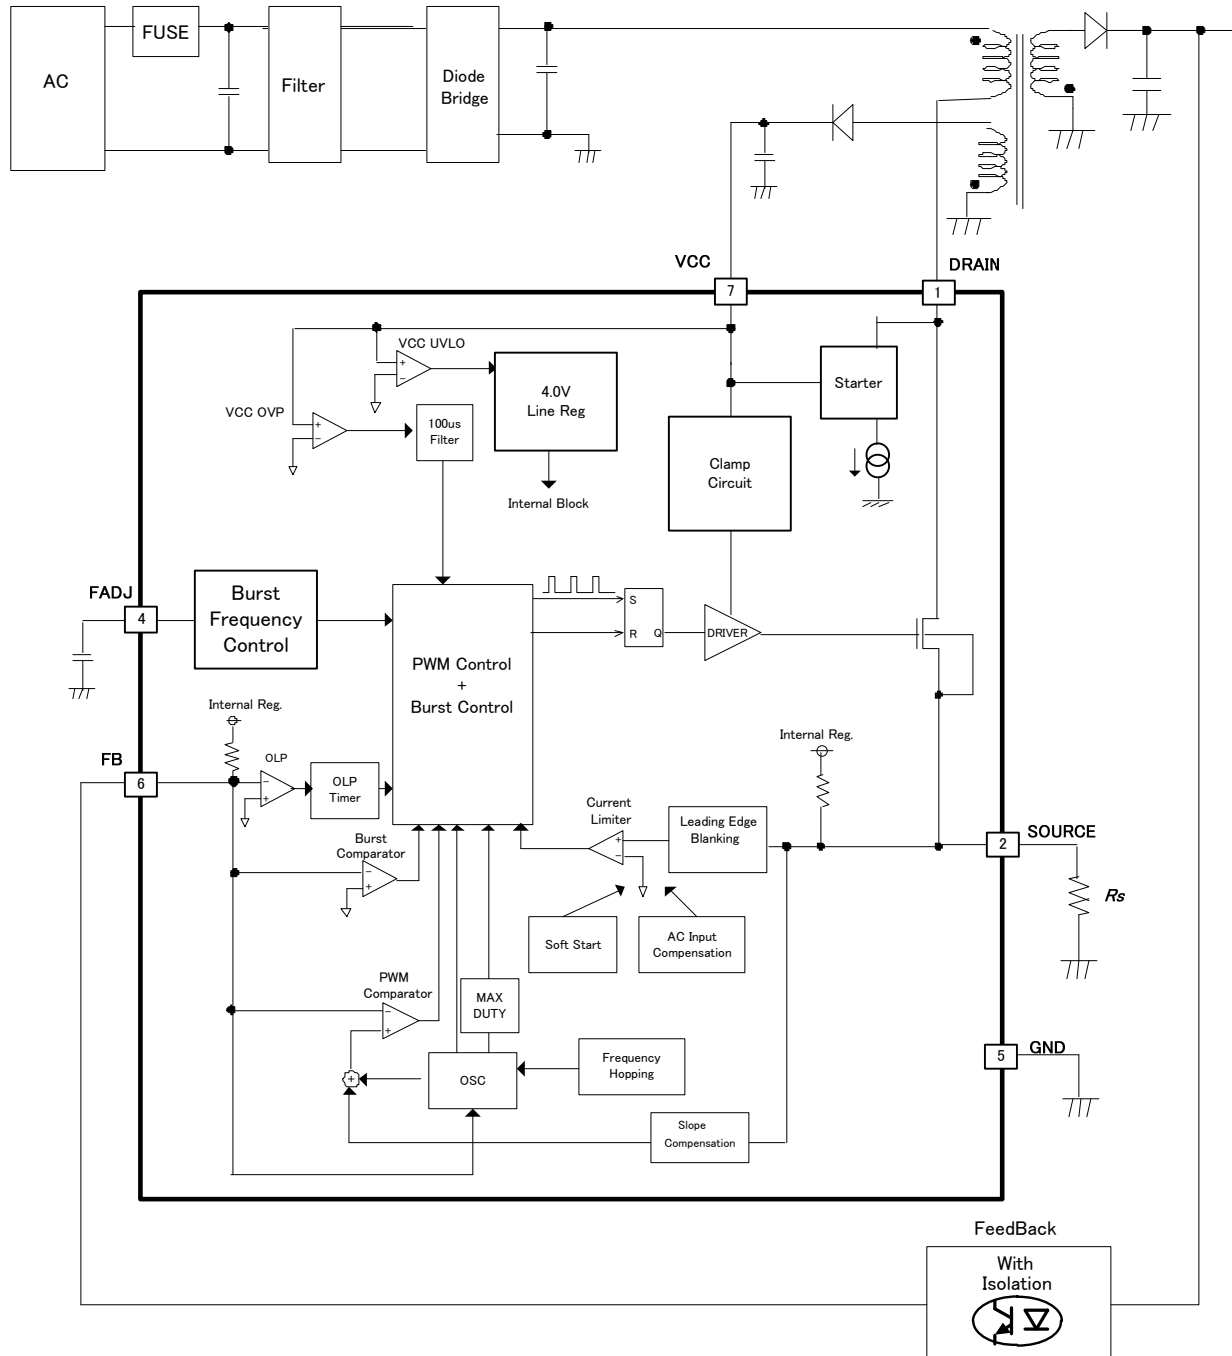 AC
FUSE
Filter
Diode
Bridge
VCC
DRAIN
7
1
VCC UVLO
+
−
4.0V
Line Reg
Starter
VCC OVP
+
−
100us
Filter
Clamp
Circuit
Internal Block
FADJ
4
Burst
Frequency
Control
PWM Control
+
Burst Control
S
R
Q
DRIVER
Internal Reg.
Internal Reg.
FB
6
OLP
−
+
OLP
Timer
Current
Limiter
+
−
Leading Edge
Blanking
SOURCE
2
Rs
Burst
Comparator
−
+
Soft Start
AC Input
Compensation
PWM
Comparator
−
+
MAX
DUTY
GND
5
+
OSC
Frequency
Hopping
Slope
Compensation
FeedBack
With
Isolation